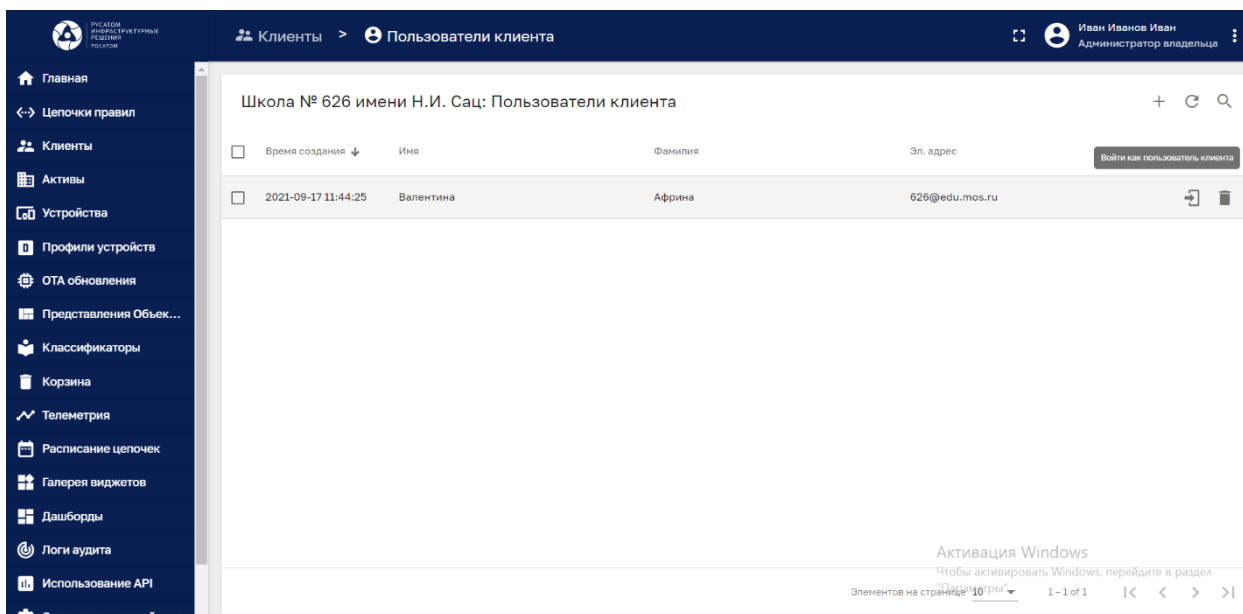 РУСАТОМ
ИНФРАСТРУКТУРНЫЕ
РЕШЕНИЯ
РОСАТОМ
Клиенты > Пользователи клиента
Иван Иванов Иван
Администратор владельца
Главная
Цепочки правил
Клиенты
Активы
Устройства
Профили устройств
OTA обновления
Представления Объек...
Классификаторы
Корзина
Телеметрия
Расписание цепочек
Галерея виджетов
Дашборды
Логи аудита
Использование API
Школа № 626 имени Н.И. Сац: Пользователи клиента
Время создания Имя Фамилия Эл. адрес
Войти как пользователь клиента
2021-09-17 11:44:25 Валентина Африна 626@edu.mos.ru
Активация Windows
Чтобы активировать Windows, перейдите в раздел
"Параметры".
Элементов на странице 10 1 – 1 of 1